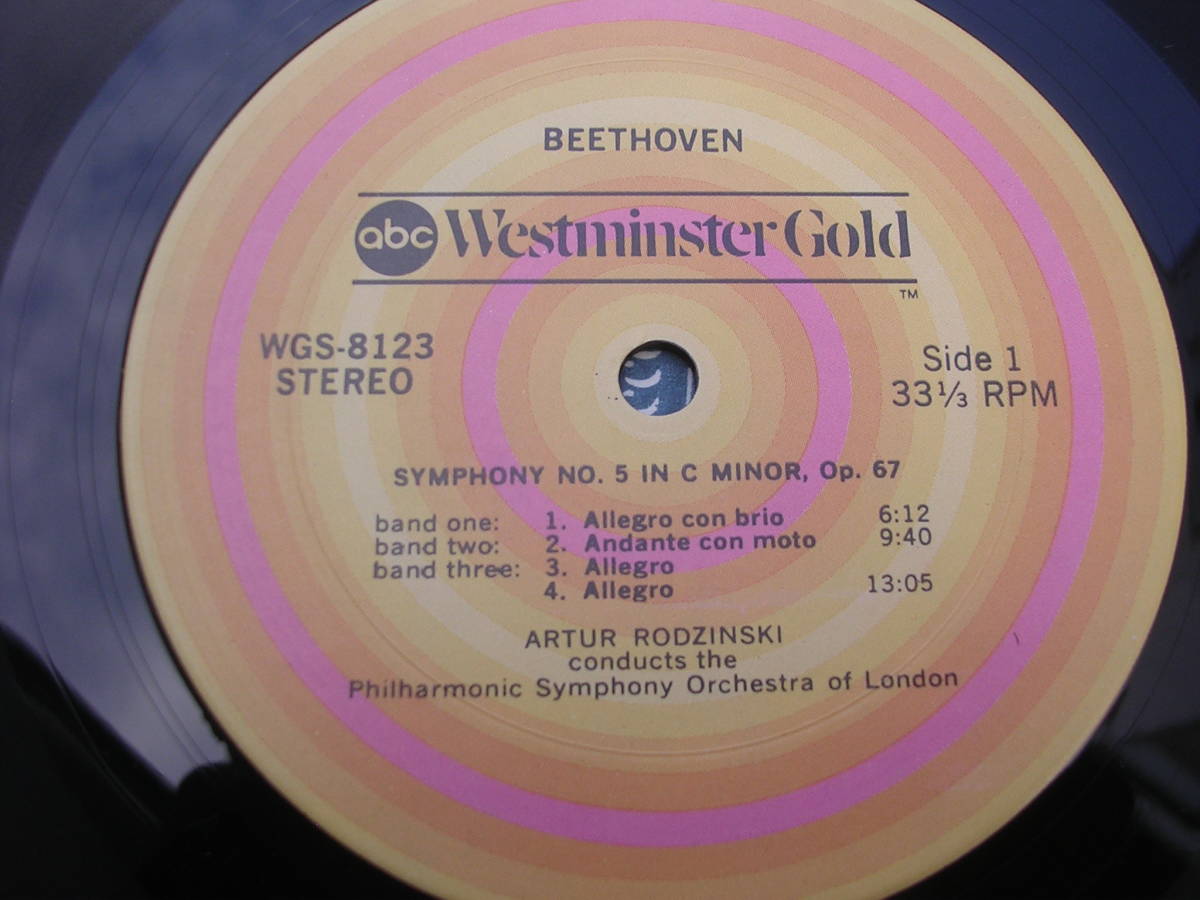 BEETHOVEN
abc Westminster Gold
TM
WGS-8123
STEREO
Side 1
33⅓ RPM
SYMPHONY NO. 5 IN C MINOR, Op. 67
band one: 1. Allegro con brio 6:12
band two: 2. Andante con moto 9:40
band three: 3. Allegro
4. Allegro 13:05
ARTUR RODZINSKI
conducts the
Philharmonic Symphony Orchestra of London